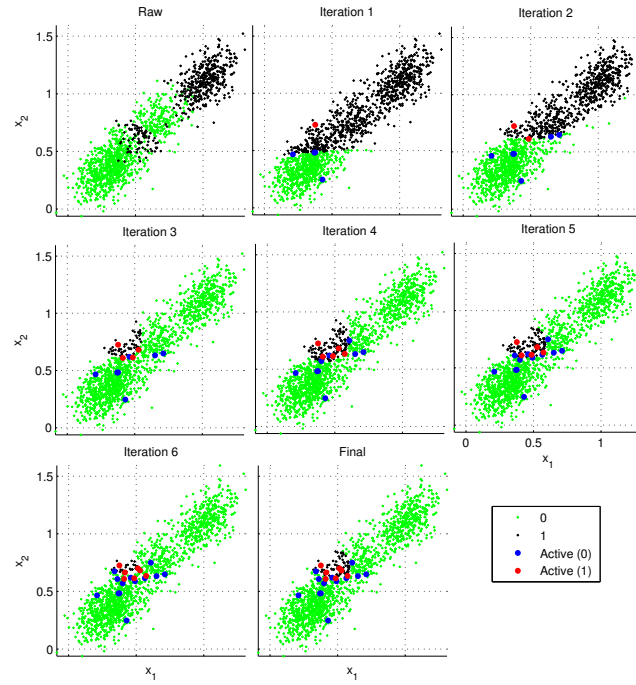 Raw
Iteration 1
Iteration 2
1.5
1
0.5
0
x2
Iteration 3
Iteration 4
Iteration 5
1.5
1
0.5
0
x2
0 0.5 1
x1
Iteration 6
Final
1.5
1
0.5
0
x2
x1
x1
0
1
Active (0)
Active (1)